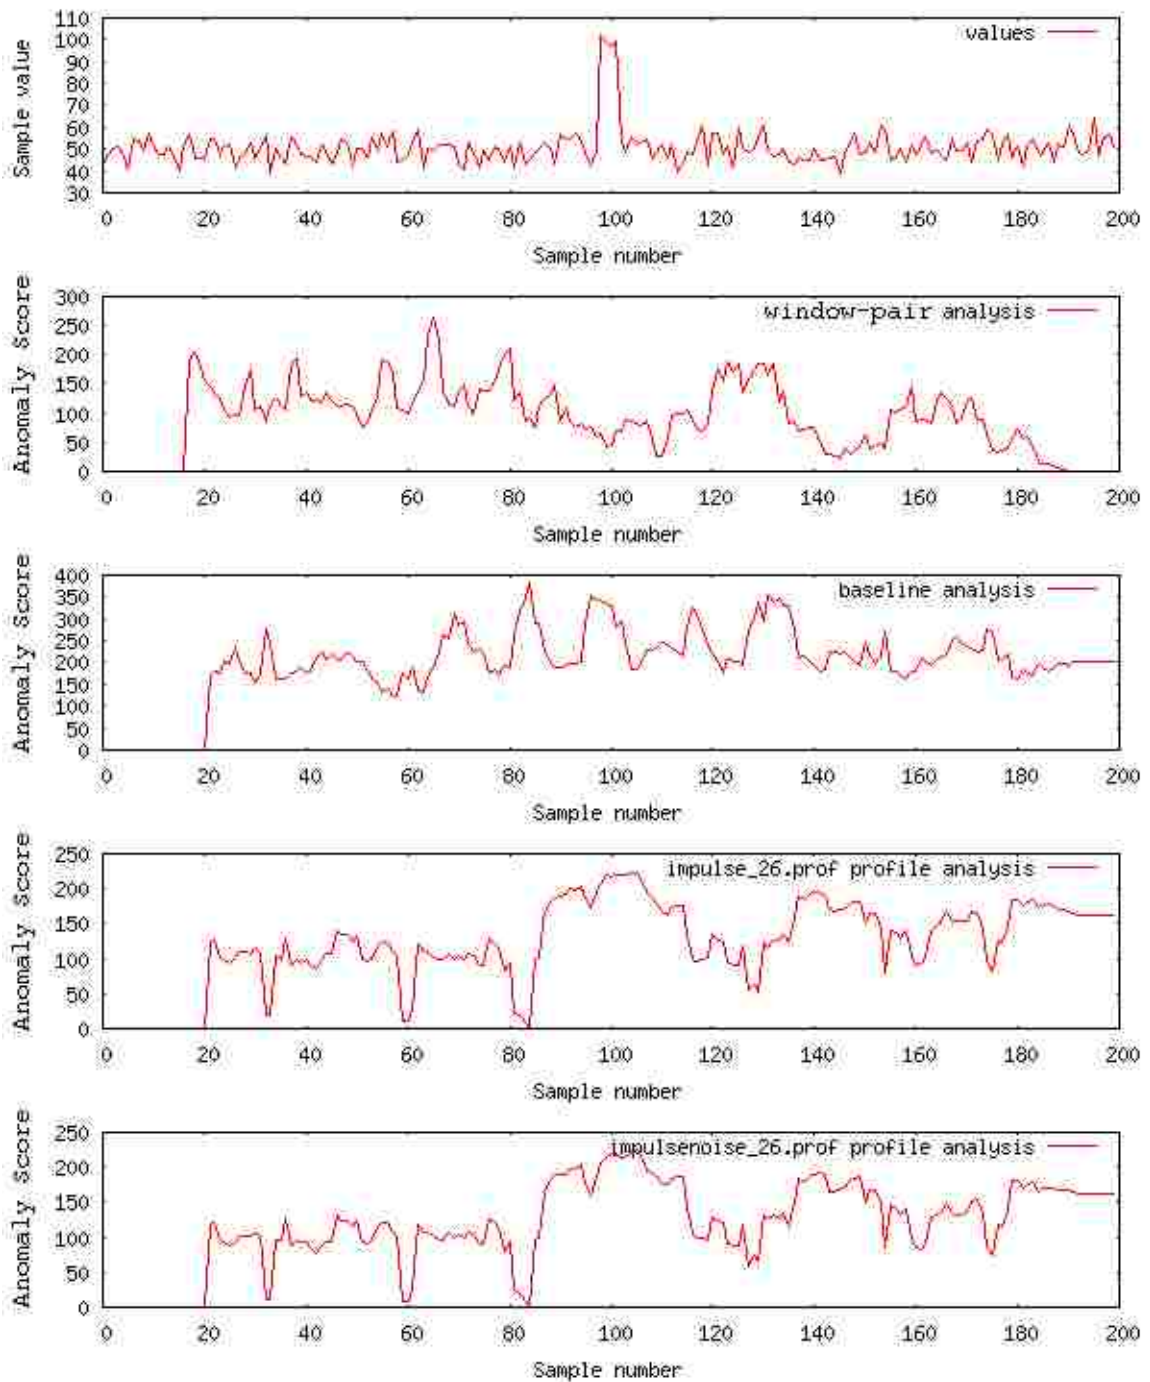 110
100
90
80
70
60
50
40
30
Sample value
values
0 20 40 60 80 100 120 140 160 180 200
Sample number
300
250
200
150
100
50
0
Anomaly Score
window-pair analysis
0 20 40 60 80 100 120 140 160 180 200
Sample number
400
350
300
250
200
150
100
50
0
Anomaly Score
baseline analysis
0 20 40 60 80 100 120 140 160 180 200
Sample number
250
200
150
100
50
0
Anomaly Score
impulse_26.prof profile analysis
0 20 40 60 80 100 120 140 160 180 200
Sample number
250
200
150
100
50
0
Anomaly Score
impulsenoise_26.prof profile analysis
0 20 40 60 80 100 120 140 160 180 200
Sample number